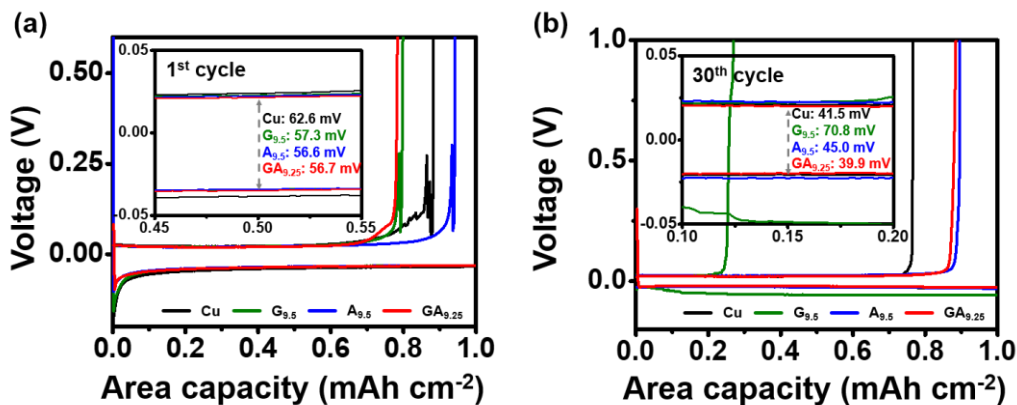 (a)
0.50
0.25
0.00
Voltage (V)
0.0 0.2 0.4 0.6 0.8 1.0
Area capacity (mAh cm-2)
0.05
0.00
-0.05
0.45 0.50 0.55
1st cycle
Cu: 62.6 mV
G9.5: 57.3 mV
A9.5: 56.6 mV
GA9.25: 56.7 mV
Cu G9.5 A9.5 GA9.25
(b)
1.0
0.5
0.0
Voltage (V)
0.0 0.2 0.4 0.6 0.8 1.0
Area capacity (mAh cm-2)
0.05
0.00
-0.05
0.10 0.15 0.20
30th cycle
Cu: 41.5 mV
G9.5: 70.8 mV
A9.5: 45.0 mV
GA9.25: 39.9 mV
Cu G9.5 A9.5 GA9.25